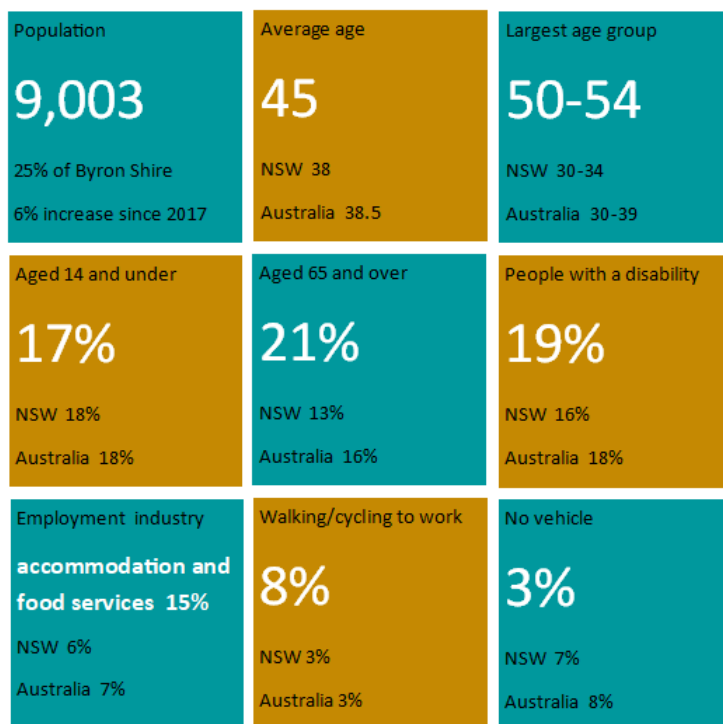 Population
9,003
25% of Byron Shire
6% increase since 2017
Average age
45
NSW 38
Australia 38.5
Largest age group
50-54
NSW 30-34
Australia 30-39
Aged 14 and under
17%
NSW 18%
Australia 18%
Aged 65 and over
21%
NSW 13%
Australia 16%
People with a disability
19%
NSW 16%
Australia 18%
Employment industry
accommodation and
food services 15%
NSW 6%
Australia 7%
Walking/cycling to work
8%
NSW 3%
Australia 3%
No vehicle
3%
NSW 7%
Australia 8%